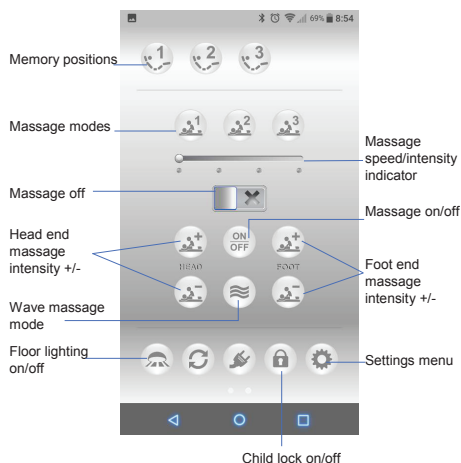 69% 8:54
1 2 3
Memory positions
1 2 3
Massage modes
Massage
speed/intensity
indicator
Massage off
Massage on/off
Head end
massage
intensity +/-
ON
OFF
HEAD
FOOT
Foot end
massage
intensity +/-
Wave massage
mode
Floor lighting
on/off
Settings menu
Child lock on/off